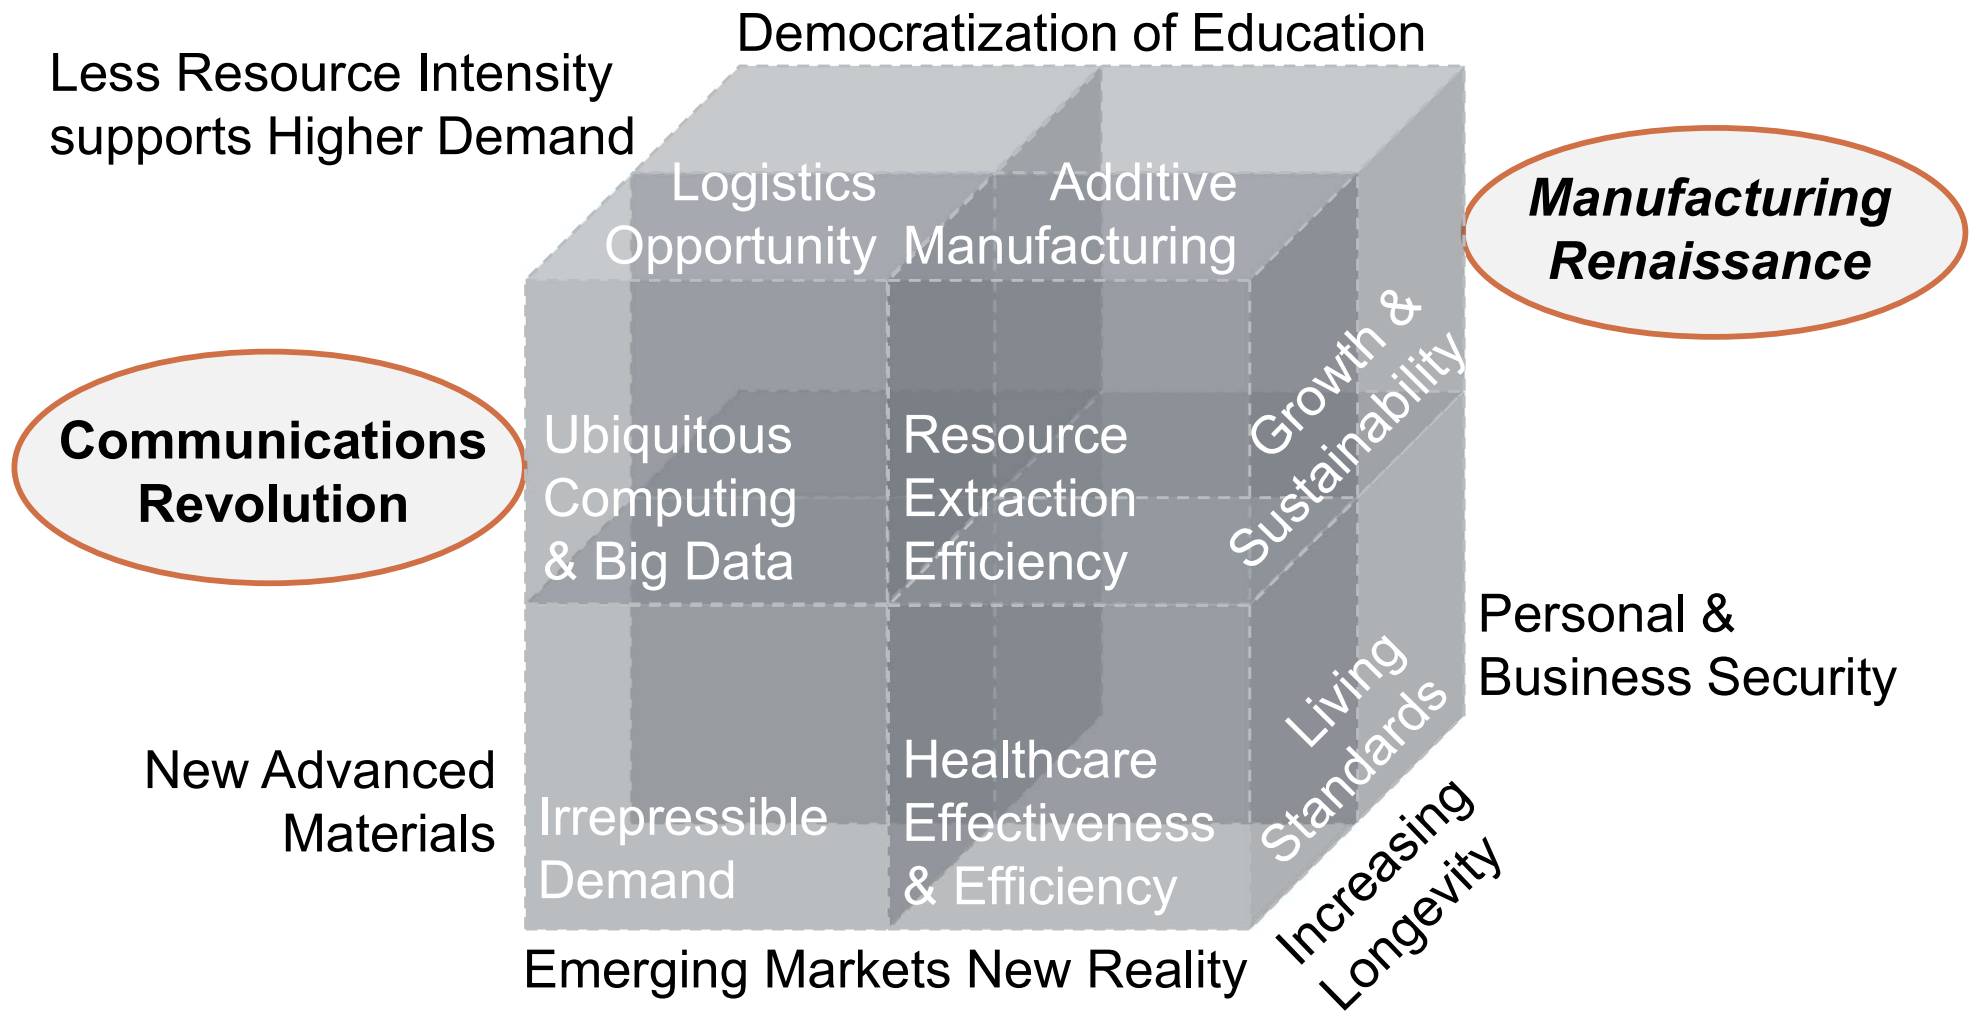 Democratization of Education
Less Resource Intensity
supports Higher Demand
Logistics
Opportunity
Additive
Manufacturing
Manufacturing
Renaissance
Communications
Revolution
Ubiquitous
Computing
& Big Data
Resource
Extraction
Efficiency
Growth &
Sustainability
Personal &
Business Security
New Advanced
Materials
Irrepressible
Demand
Healthcare
Effectiveness
& Efficiency
Living
Standards
Increasing
Longevity
Emerging Markets New Reality